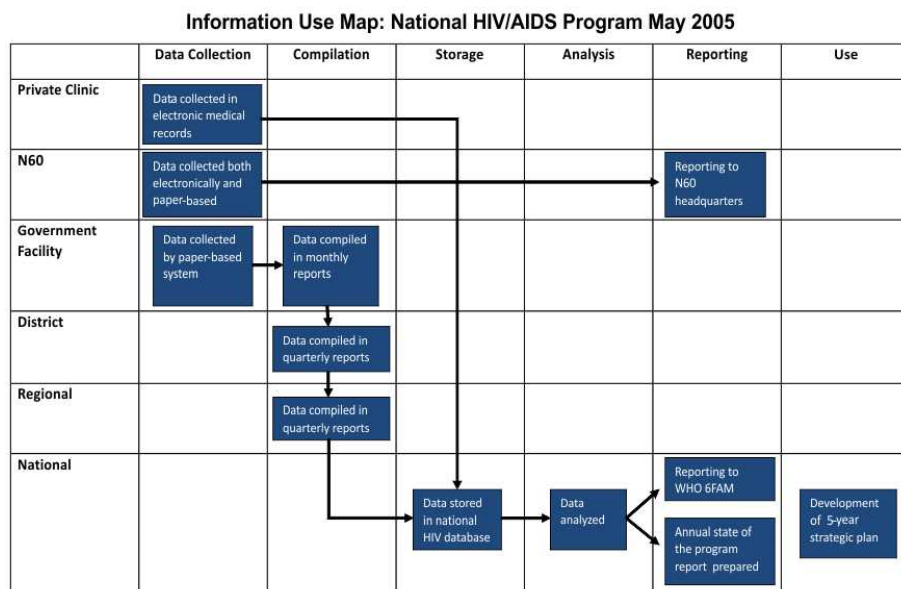 Information Use Map: National HIV/AIDS Program May 2005
Data Collection
Compilation
Storage
Analysis
Reporting
Use
Private Clinic
Data collected in
electronic medical
records
N60
Data collected both
electronically and
paper-based
Reporting to
N60
headquarters
Government
Facility
Data collected
by paper-based
system
Data compiled
in monthly
reports
District
Data compiled in
quarterly reports
Regional
Data compiled in
quarterly reports
National
Data stored
in national
HIV database
Data
analyzed
Reporting to
WHO 6FAM
Annual state of
the program
report prepared
Development
of 5-year
strategic plan